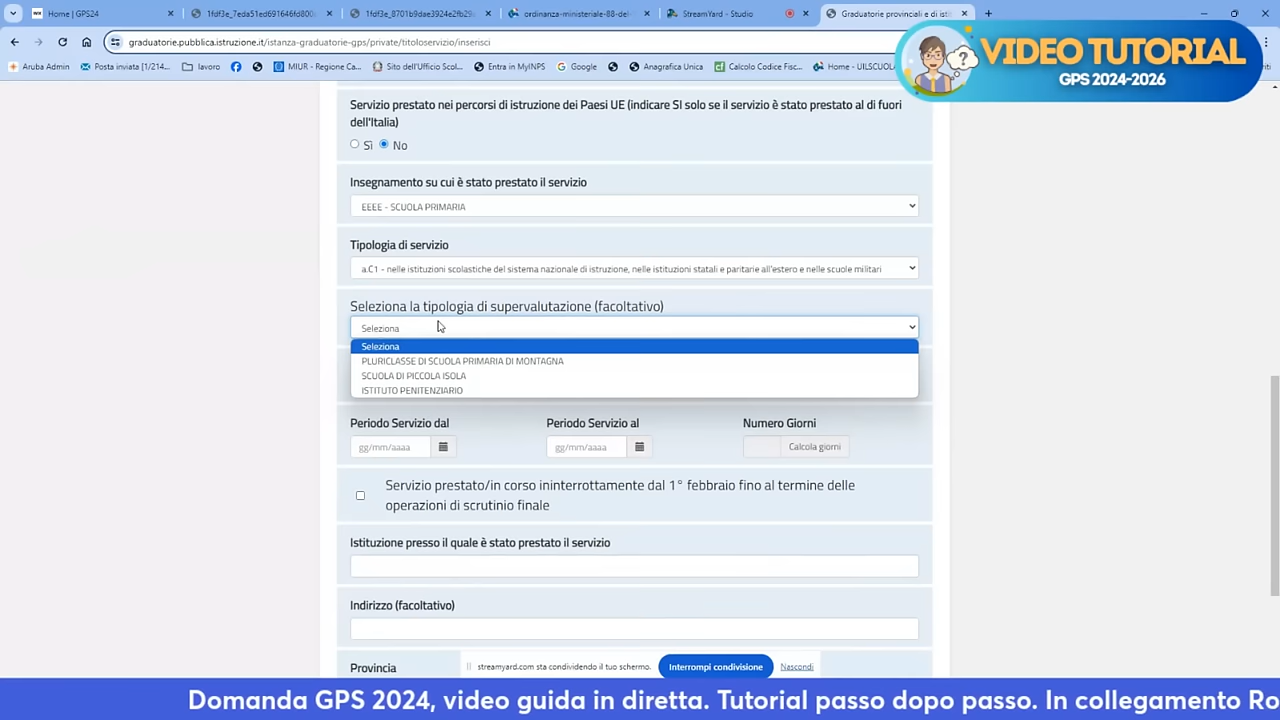 Home | GPS24
1fdf3e_7eda51ed691646fd800
1fdf3e_8701b9dae3924e2fb29
ordinanza-ministeriale-88-del-
StreamYard - Studio
Graduatorie provinciali e di isti
graduatorie.pubblica.istruzione.it/istanza-graduatorie-gps/private/titoloservizio/inserisci
VIDEO TUTORIAL
GPS 2024-2026
Aruba Admin
Posta inviata [1/214...
lavoro
MIUR - Regione Ca...
Sito dell'Ufficio Scol...
Entra in MyINPS
Google
Anagrafica Unica
Calcolo Codice Fisc...
Home - UILSCUOLA
Servizio prestato nei percorsi di istruzione dei Paesi UE (indicare SI solo se il servizio è stato prestato al di fuori
dell'Italia)
Sì No
Insegnamento su cui è stato prestato il servizio
EEEE - SCUOLA PRIMARIA
Tipologia di servizio
a.C1 - nelle istituzioni scolastiche del sistema nazionale di istruzione, nelle istituzioni statali e paritarie all'estero e nelle scuole militari
Seleziona la tipologia di supervalutazione (facoltativo)
Seleziona
Seleziona
PLURICLASSE DI SCUOLA PRIMARIA DI MONTAGNA
SCUOLA DI PICCOLA ISOLA
ISTITUTO PENITENZIARIO
Periodo Servizio dal Periodo Servizio al Numero Giorni
gg/mm/aaaa gg/mm/aaaa Calcola giorni
Servizio prestato/in corso ininterrottamente dal 1° febbraio fino al termine delle
operazioni di scrutinio finale
Istituzione presso il quale è stato prestato il servizio
Indirizzo (facoltativo)
Provincia
streamyard.com sta condividendo il tuo schermo. Interrompi condivisione Nascondi
Domanda GPS 2024, video guida in diretta. Tutorial passo dopo passo. In collegamento Ro